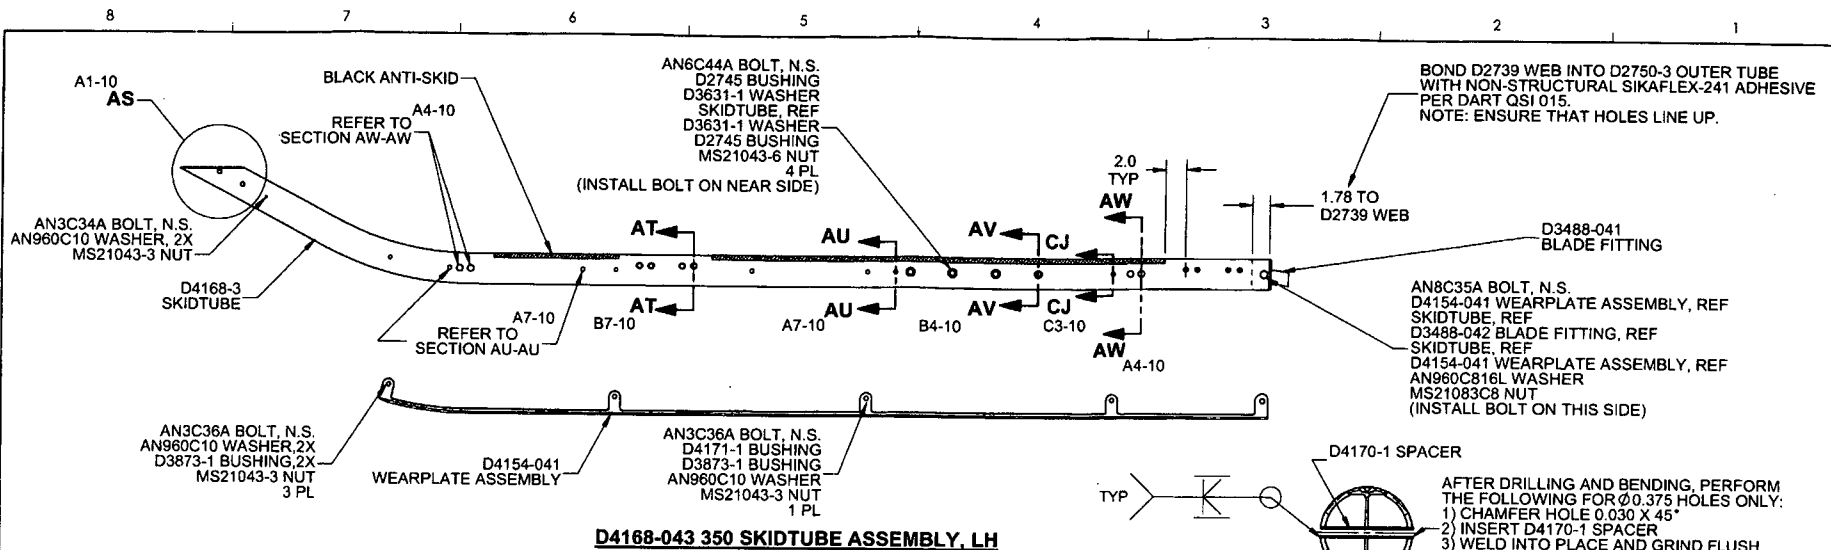 8 7 6 5 4 3 2 1
A1-10
AS
BLACK ANTI-SKID
A4-10
REFER TO
SECTION AW-AW
AN6C44A BOLT, N.S.
D2745 BUSHING
D3631-1 WASHER
SKIDTUBE, REF
D3631-1 WASHER
D2745 BUSHING
MS21043-6 NUT
4 PL
(INSTALL BOLT ON NEAR SIDE)
BOND D2739 WEB INTO D2750-3 OUTER TUBE
WITH NON-STRUCTURAL SIKAFLEX-241 ADHESIVE
PER DART QSI 015.
NOTE: ENSURE THAT HOLES LINE UP.
2.0
TYP
1.78 TO
D2739 WEB
AN3C34A BOLT, N.S.
AN960C10 WASHER, 2X
MS21043-3 NUT
AT
AU
AV
CJ
AW
D3488-041
BLADE FITTING
D4168-3
SKIDTUBE
A7-10
REFER TO
SECTION AU-AU
B7-10
AT
A7-10
AU
B4-10
AV
CJ
C3-10
AW
A4-10
AN8C35A BOLT, N.S.
D4154-041 WEARPLATE ASSEMBLY, REF
SKIDTUBE, REF
D3488-042 BLADE FITTING, REF
SKIDTUBE, REF
D4154-041 WEARPLATE ASSEMBLY, REF
AN960C816L WASHER
MS21083C8 NUT
(INSTALL BOLT ON THIS SIDE)
AN3C36A BOLT, N.S.
AN960C10 WASHER,2X
D3873-1 BUSHING,2X
MS21043-3 NUT
3 PL
D4154-041
WEARPLATE ASSEMBLY
AN3C36A BOLT, N.S.
D4171-1 BUSHING
D3873-1 BUSHING
AN960C10 WASHER
MS21043-3 NUT
1 PL
D4168-043 350 SKIDTUBE ASSEMBLY, LH
TYP
D4170-1 SPACER
AFTER DRILLING AND BENDING, PERFORM
THE FOLLOWING FOR Ø0.375 HOLES ONLY:
1) CHAMFER HOLE 0.030 X 45°
2) INSERT D4170-1 SPACER
3) WELD INTO PLACE AND GRIND FLUSH